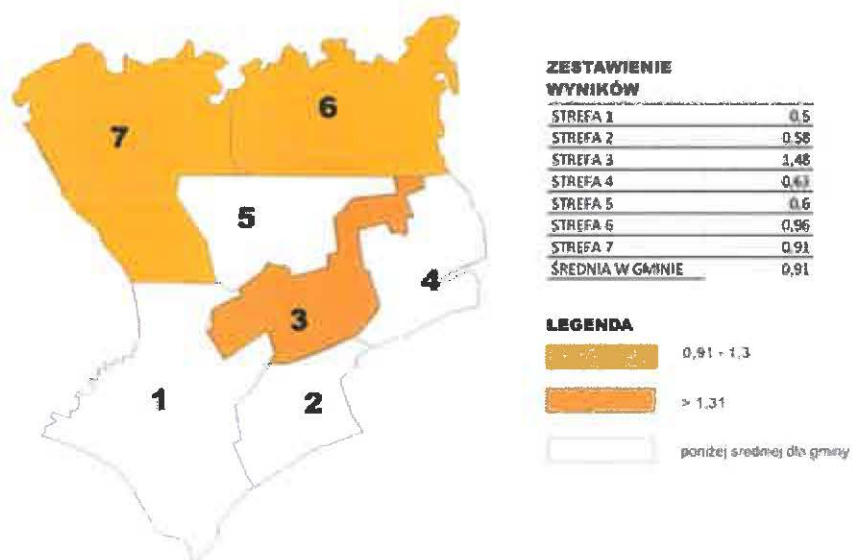 ZESTAWIENIE
WYNIKÓW
STREFA 1 0,5
STREFA 2 0,58
STREFA 3 1,48
STREFA 4 0,63
STREFA 5 0,6
STREFA 6 0,96
STREFA 7 0,91
ŚREDNIA W GMINIE 0,91
7
6
5
4
3
1
2
LEGENDA
0,91 - 1,3
> 1,31
poniżej średniej dla gminy